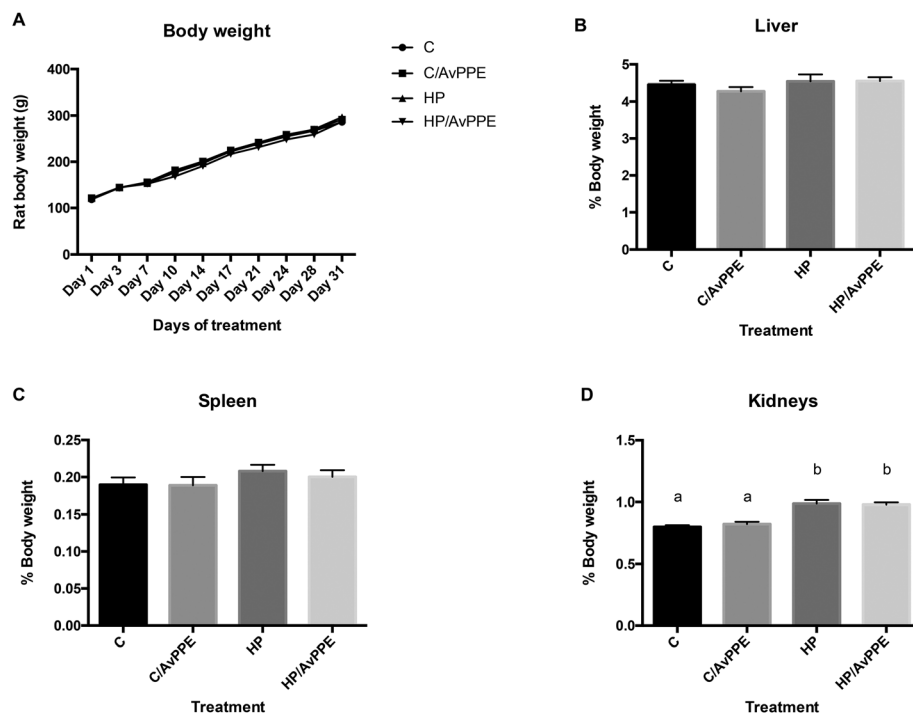 A
Body weight
C
C/AvPPE
HP
HP/AvPPE
400
300
200
100
0
Rat body weight (g)
Day 1
Day 3
Day 7
Day 10
Day 14
Day 17
Day 21
Day 24
Day 28
Day 31
Days of treatment
B
Liver
5
4
3
2
1
0
% Body weight
C
C/AvPPE
HP
HP/AvPPE
Treatment
C
Spleen
0.25
0.20
0.15
0.10
0.05
0.00
% Body weight
C
C/AvPPE
HP
HP/AvPPE
Treatment
D
Kidneys
1.5
1.0
0.5
0.0
% Body weight
a
a
b
b
C
C/AvPPE
HP
HP/AvPPE
Treatment